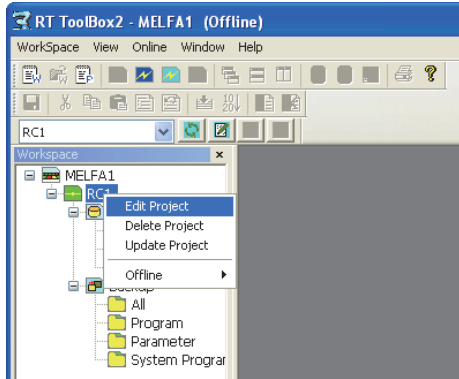 RT ToolBox2 - MELFA1 (Offline)
WorkSpace View Online Window Help
RC1
Workspace
MELFA1
RC1
Edit Project
Delete Project
Update Project
Offline
Backup
All
Program
Parameter
System Prograr